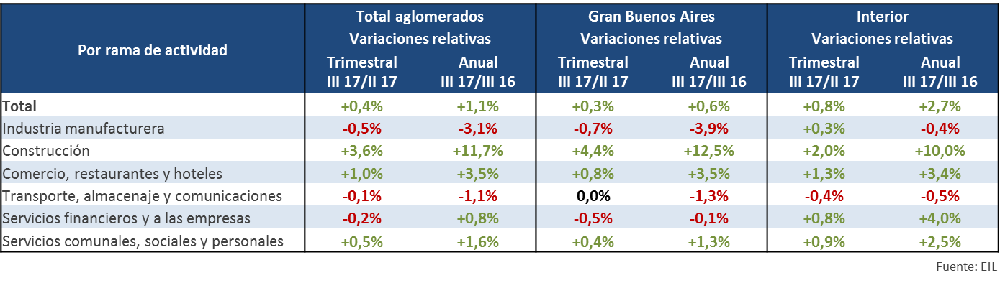 Por rama de actividad
Total aglomerados
Variaciones relativas
Gran Buenos Aires
Variaciones relativas
Interior
Variaciones relativas
Trimestral
III 17/II 17
Anual
III 17/III 16
Trimestral
III 17/II 17
Anual
III 17/III 16
Trimestral
III 17/II 17
Anual
III 17/III 16
Total +0,4% +1,1% +0,3% +0,6% +0,8% +2,7%
Industria manufacturera -0,5% -3,1% -0,7% -3,9% +0,3% -0,4%
Construcción +3,6% +11,7% +4,4% +12,5% +2,0% +10,0%
Comercio, restaurantes y hoteles +1,0% +3,5% +0,8% +3,5% +1,3% +3,4%
Transporte, almacenaje y comunicaciones -0,1% -1,1% 0,0% -1,3% -0,4% -0,5%
Servicios financieros y a las empresas -0,2% +0,8% -0,5% -0,1% +0,8% +4,0%
Servicios comunales, sociales y personales +0,5% +1,6% +0,4% +1,3% +0,9% +2,5%
Fuente: EIL